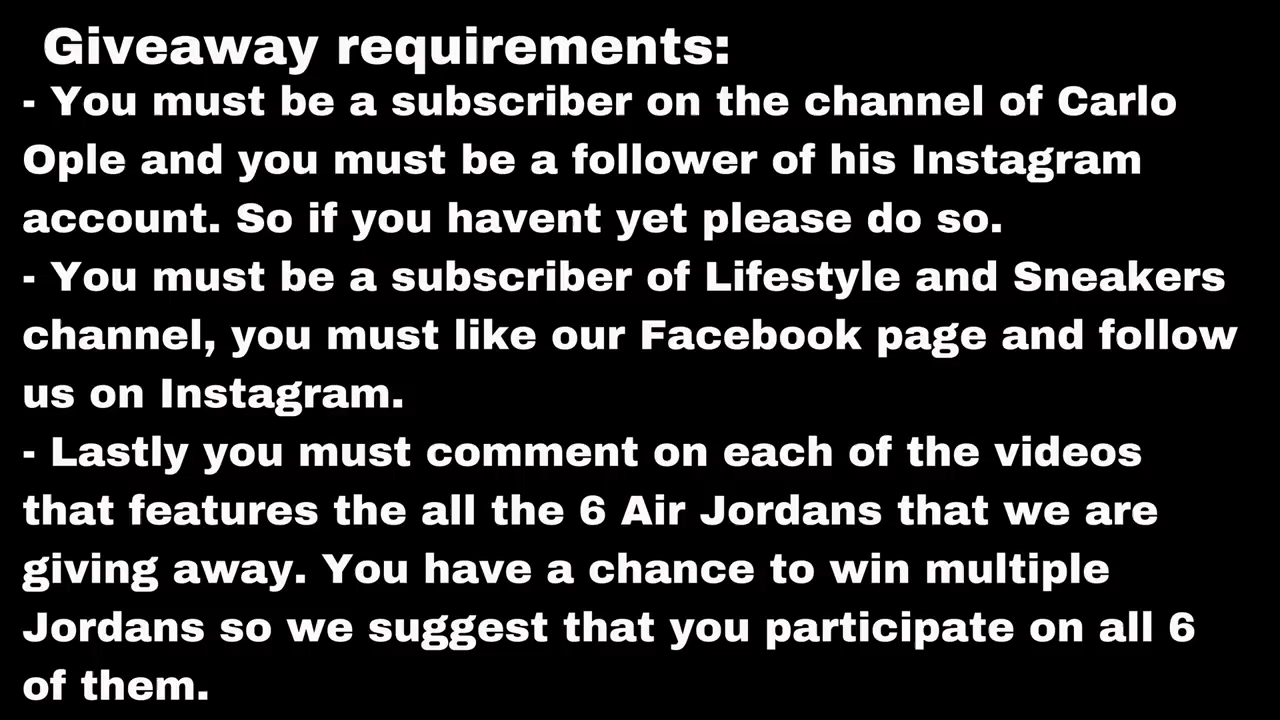 Giveaway requirements:
- You must be a subscriber on the channel of Carlo
Ople and you must be a follower of his Instagram
account. So if you havent yet please do so.
- You must be a subscriber of Lifestyle and Sneakers
channel, you must like our Facebook page and follow
us on Instagram.
- Lastly you must comment on each of the videos
that features the all the 6 Air Jordans that we are
giving away. You have a chance to win multiple
Jordans so we suggest that you participate on all 6
of them.